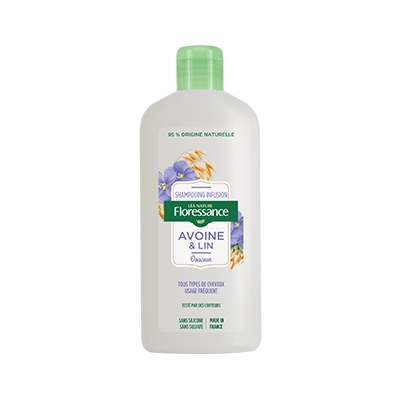 95 % ORIGINE NATURELLE
SHAMPOOING INFUSION
LÉA NATURE
Floressance
AVOINE
& LIN
Douceur
TOUS TYPES DE CHEVEUX
USAGE FRÉQUENT
TESTÉ PAR DES COIFFEURS
SANS SILICONE
SANS SULFATE
MADE IN
FRANCE